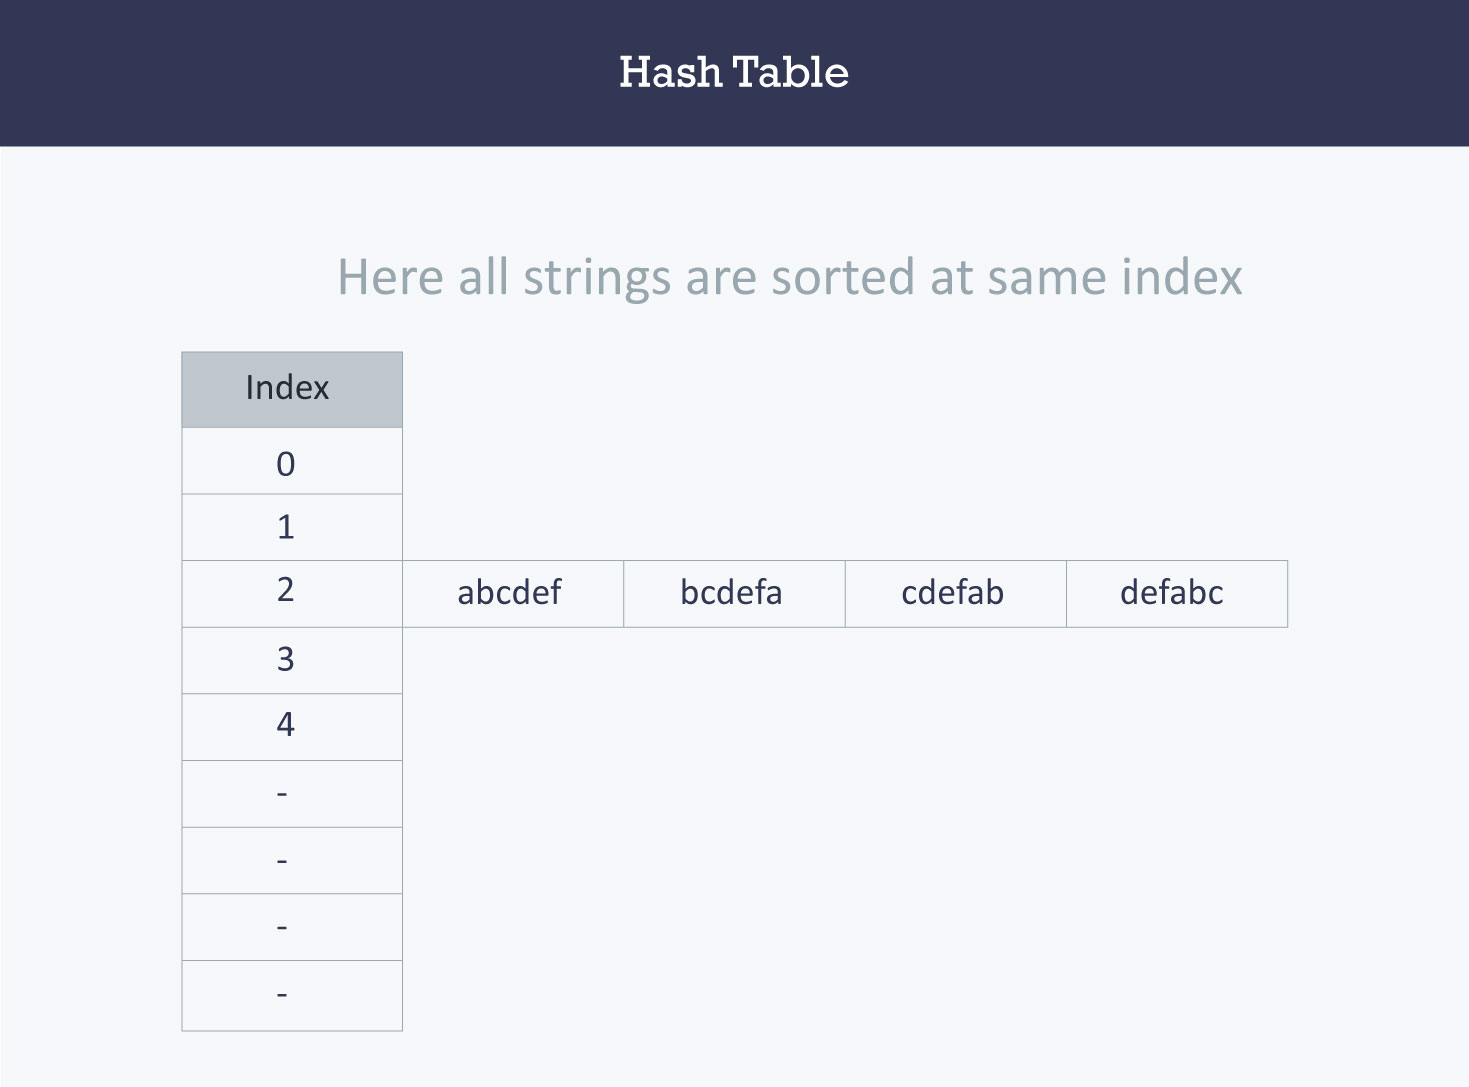 Hash Table
Here all strings are sorted at same index
Index
0
1
2 abcdef bcdefa cdefab defabc
3
4
-
-
-
-